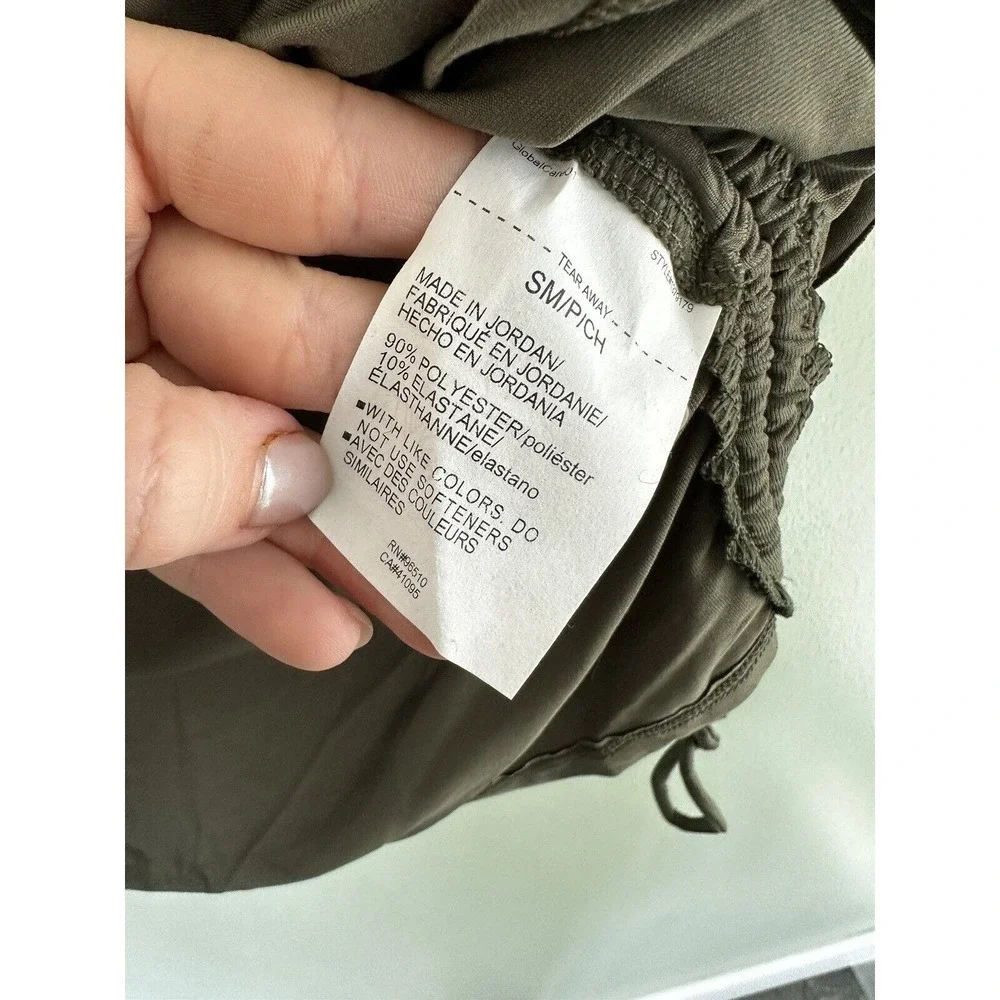 TEAR AWAY
SM/P/CH
MADE IN JORDAN/
FABRIQUÉ EN JORDANIE/
HECHO EN JORDANIA
90% POLYESTER/poliéster
10% ELASTANE/
ÉLASTHANNE/elastano
▪WITH LIKE COLORS. DO
NOT USE SOFTENERS
▪AVEC DES COULEURS
SIMILAIRES
RN#96510
CA#41095